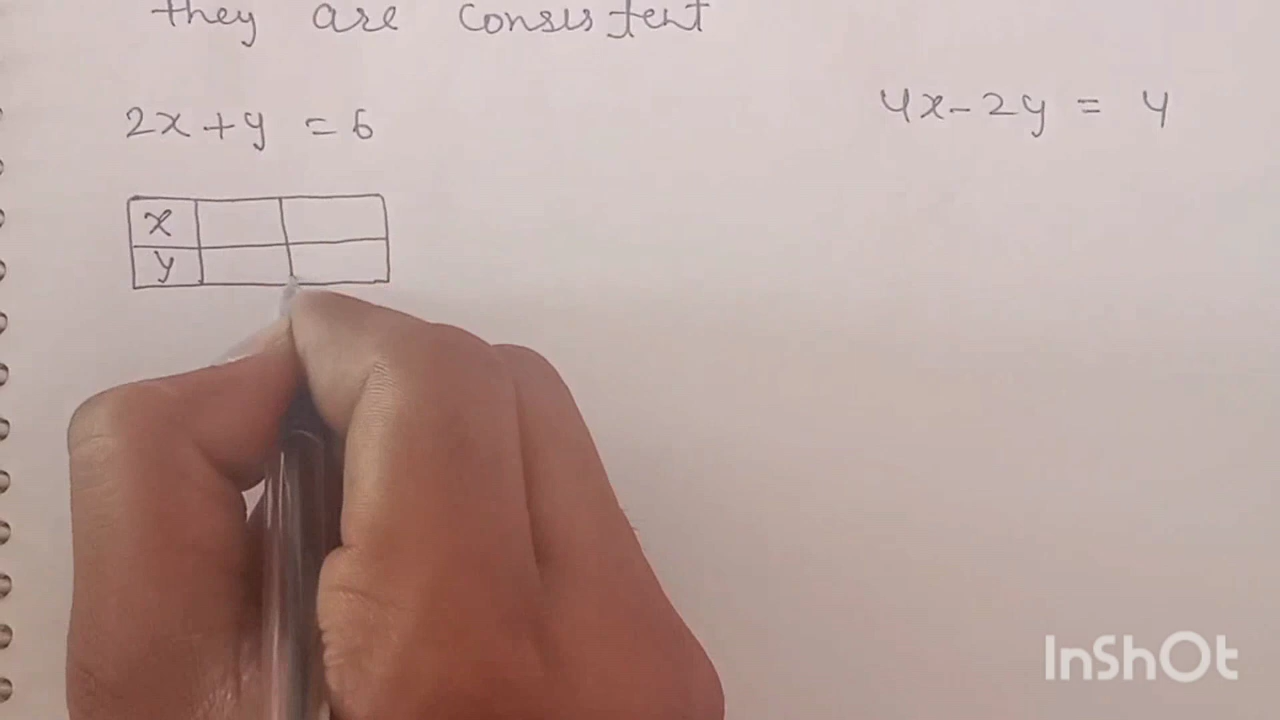 they are consistent
2x + y = 6
4x - 2y = 4
x
y
InShOt